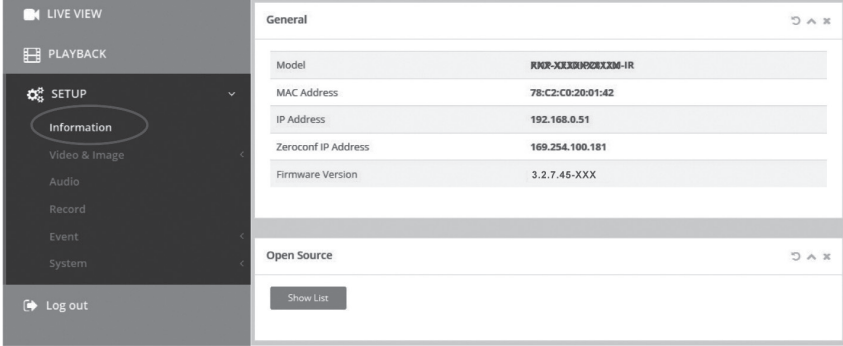 LIVE VIEW
PLAYBACK
SETUP
Information
Video & Image
Audio
Record
Event
System
Log out
General
Model -IR
MAC Address 78:C2:C0:20:01:42
IP Address 192.168.0.51
Zeroconf IP Address 169.254.100.181
Firmware Version 3.2.7.45-XXX
Open Source
Show List